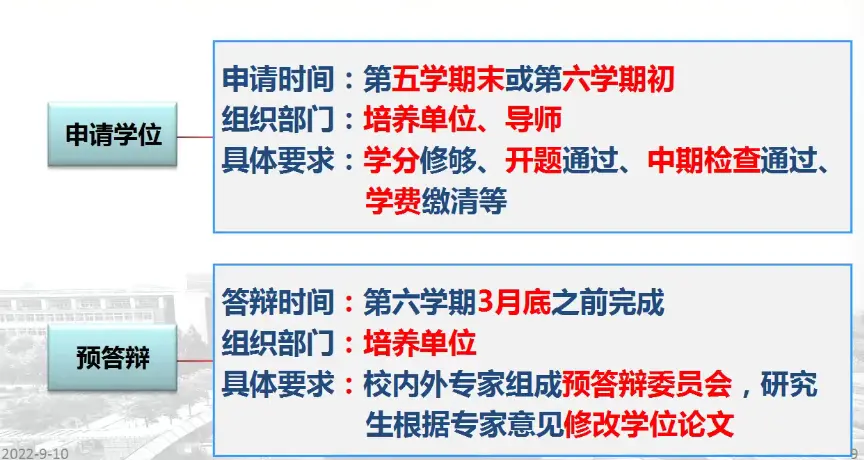 申请学位
申请时间：第五学期末或第六学期初
组织部门：培养单位、导师
具体要求：学分修够、开题通过、中期检查通过、
学费缴清等
预答辩
答辩时间：第六学期3月底之前完成
组织部门：培养单位
具体要求：校内外专家组成预答辩委员会，研究
生根据专家意见修改学位论文
2022-9-10
9